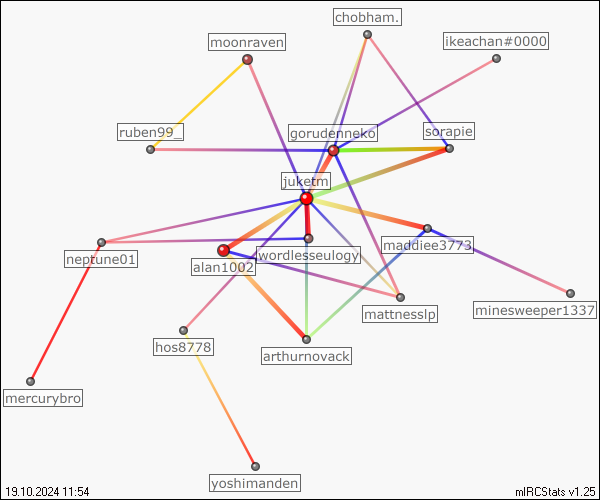 chobham.
moonraven
ikeachan#0000
ruben99_
gorudenneko
sorapie
juketm
neptune01
alan1002
wordlesseulogy
maddiee3773
mattnesslp
minesweeper1337
hos8778
arthurnovack
mercurybro
yoshimanden
19.10.2024 11:54
mIRCStats v1.25